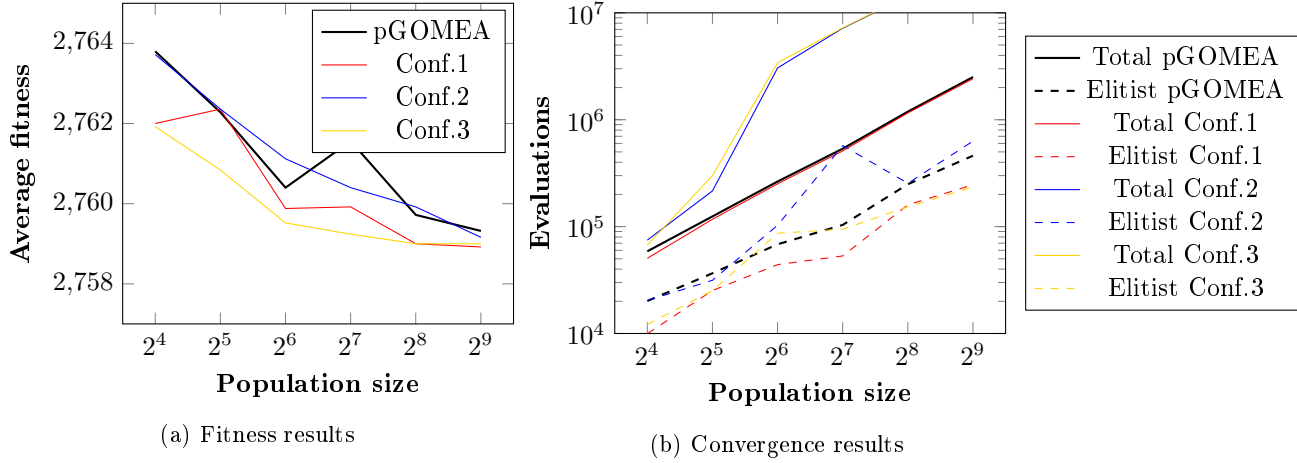 2,764
2,762
2,760
2,758
Average fitness
2^4 2^5 2^6 2^7 2^8 2^9
Population size
pGOMEA
Conf.1
Conf.2
Conf.3
(a) Fitness results
10^7
10^6
10^5
10^4
Evaluations
2^4 2^5 2^6 2^7 2^8 2^9
Population size
Total pGOMEA
Elitist pGOMEA
Total Conf.1
Elitist Conf.1
Total Conf.2
Elitist Conf.2
Total Conf.3
Elitist Conf.3
(b) Convergence results